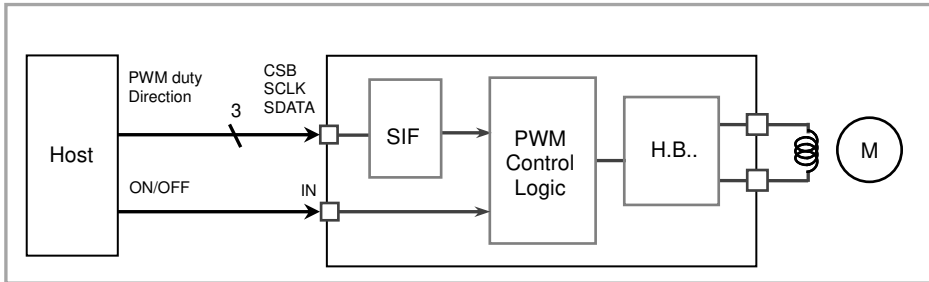 Host
PWM duty
Direction
3
CSB
SCLK
SDATA
ON/OFF
IN
SIF
PWM
Control
Logic
H.B..
M